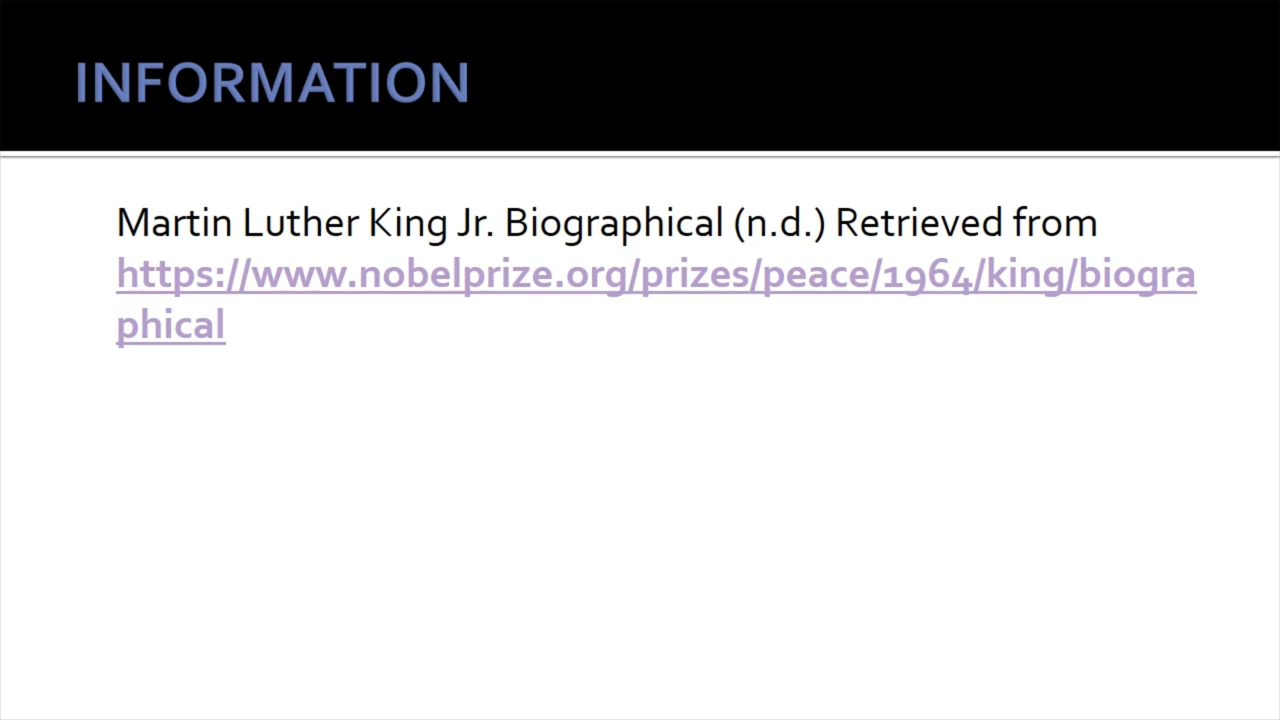 INFORMATION
Martin Luther King Jr. Biographical (n.d.) Retrieved from
https://www.nobelprize.org/prizes/peace/1964/king/biogra
phical